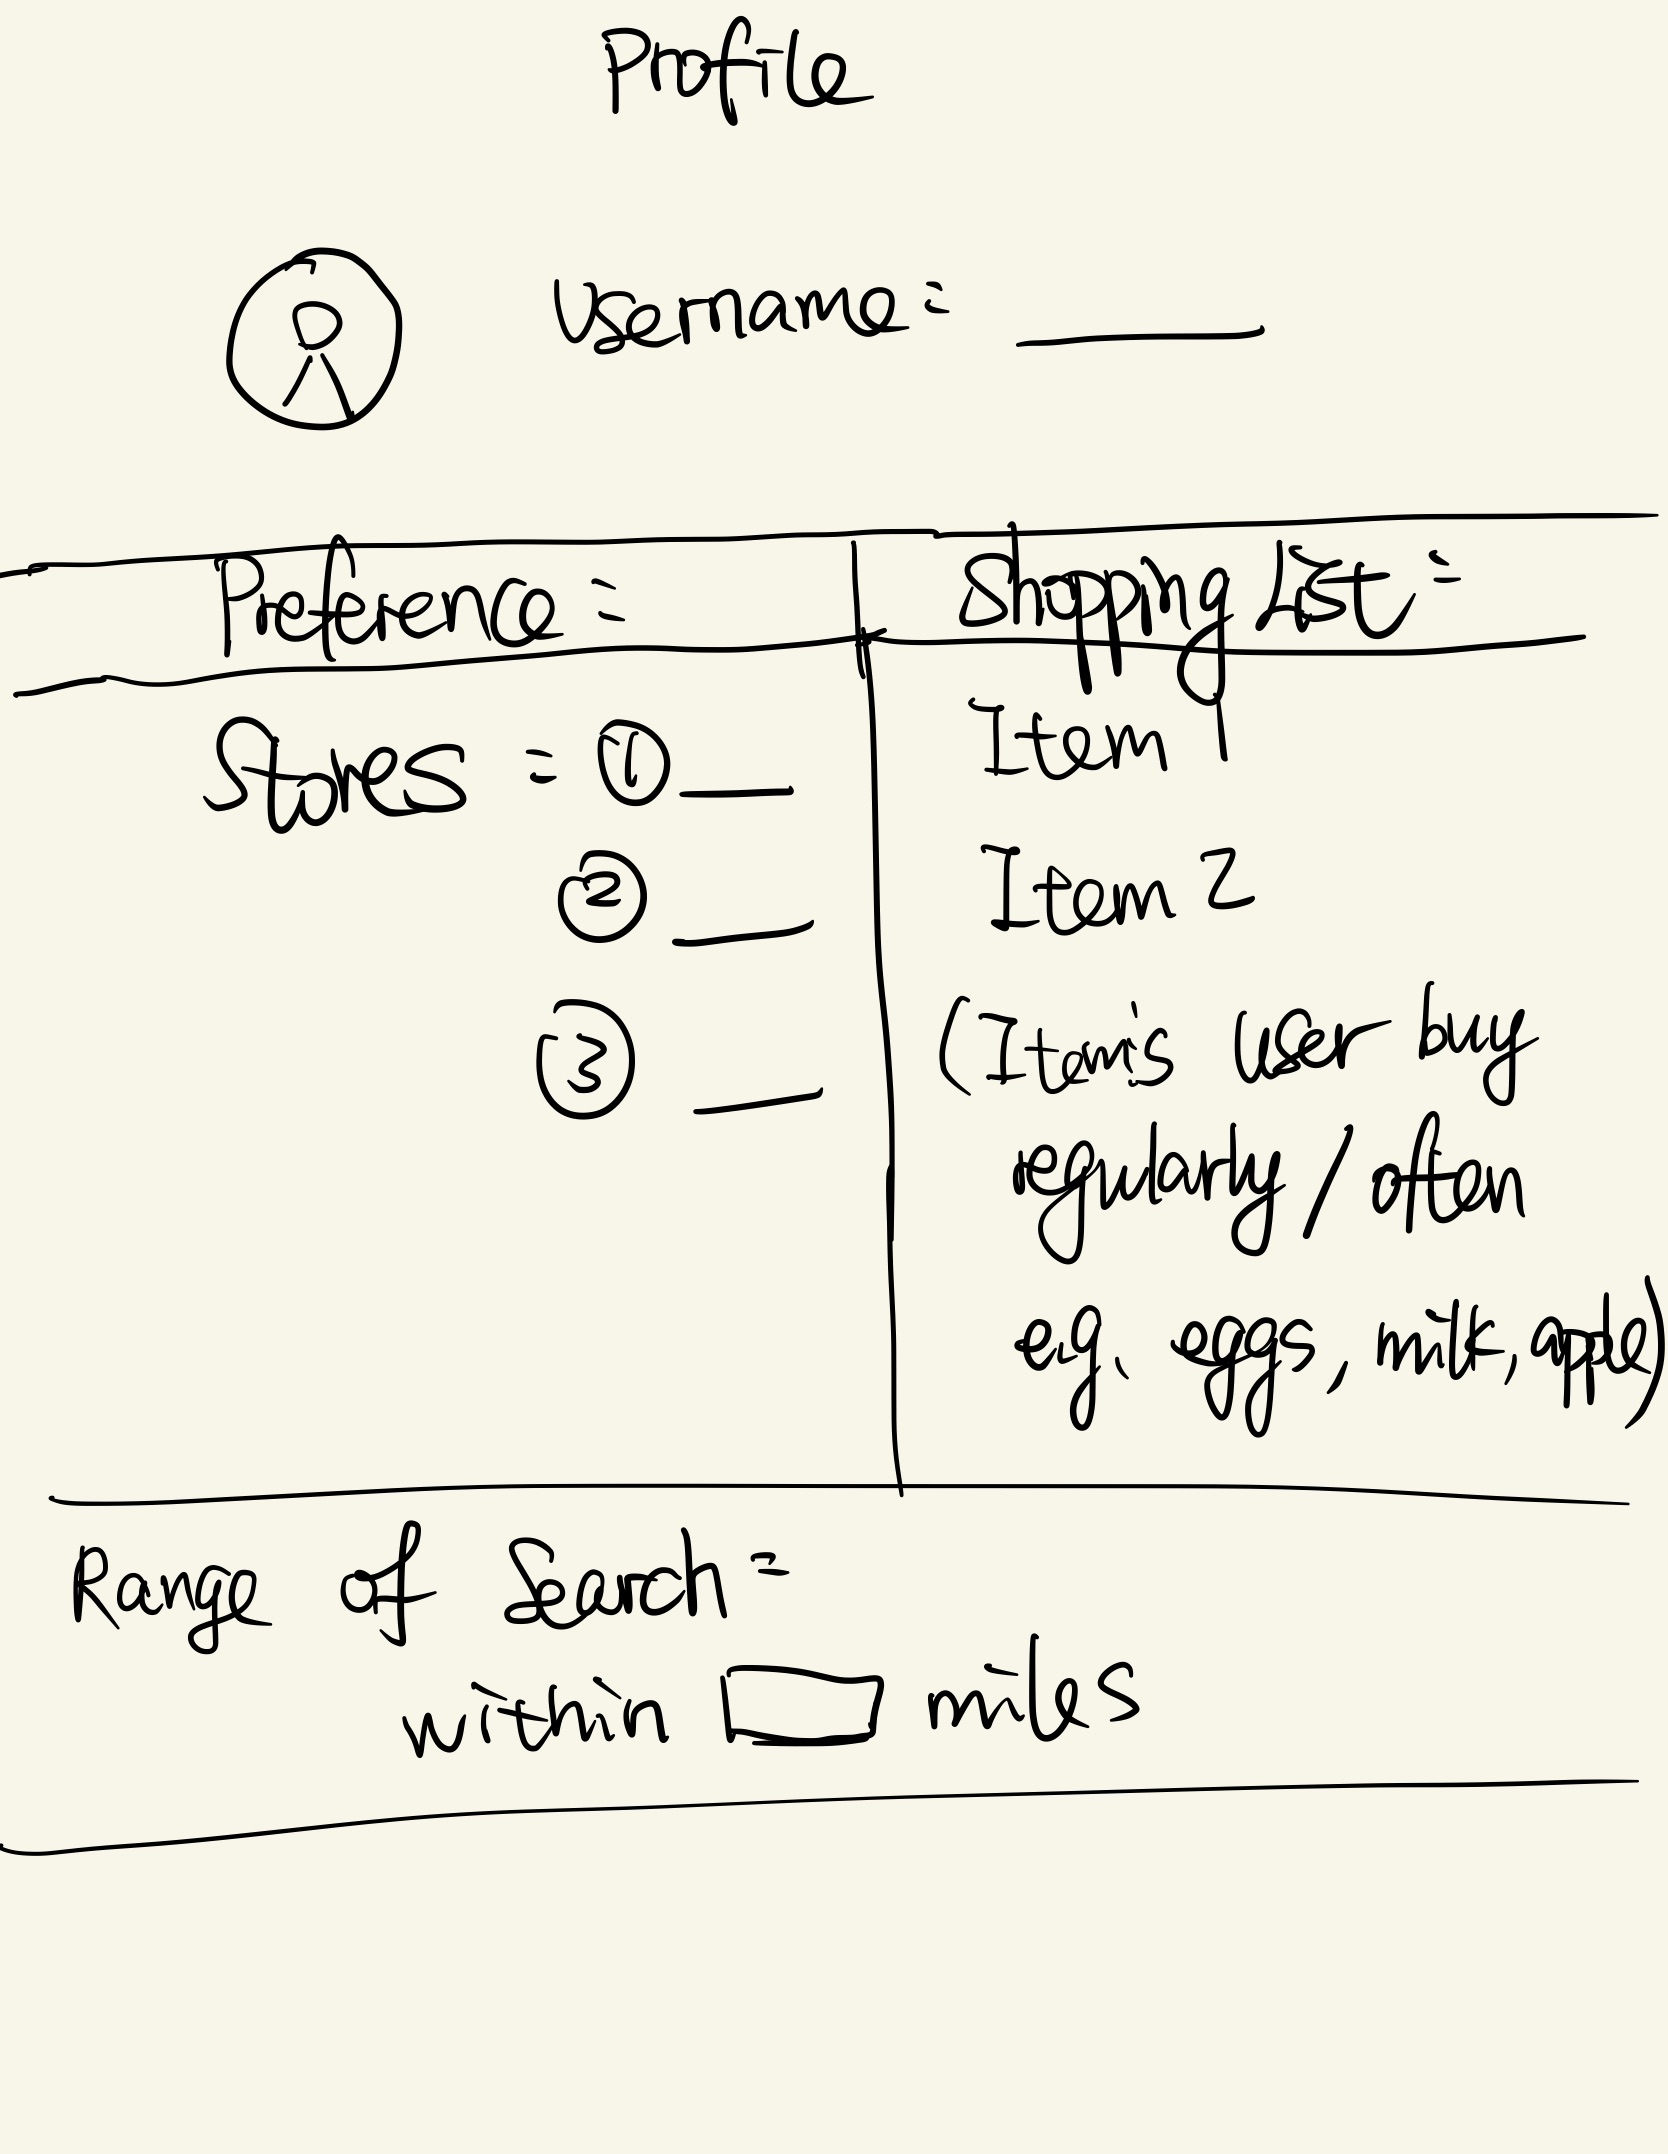 Profile
Username: ____
Preference:
Stores: ① ___
② ___
③ ___
Shopping List:
Item 1
Item 2
(Item's user buy
regularly / often
e.g, eggs, milk, apple)
Range of Search:
within miles